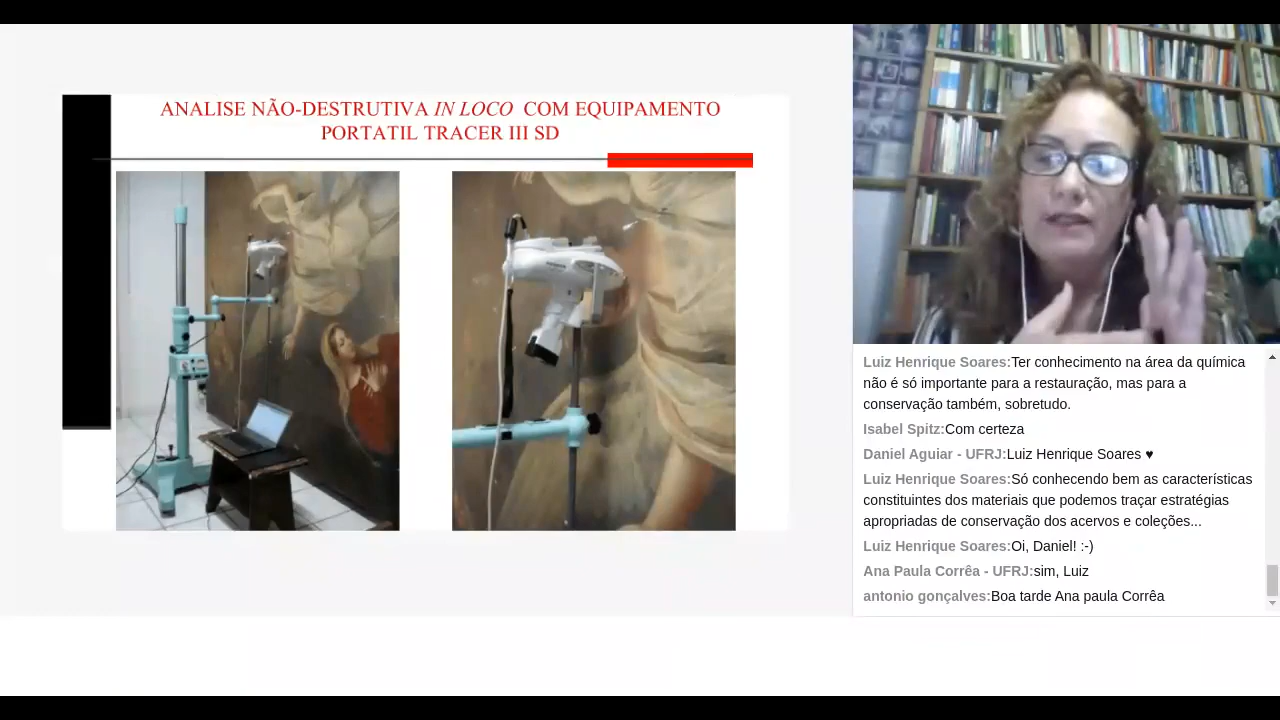 ANALISE NÃO-DESTRUTIVA IN LOCO COM EQUIPAMENTO
PORTATIL TRACER III SD
Luiz Henrique Soares:Ter conhecimento na área da química
não é só importante para a restauração, mas para a
conservação também, sobretudo.
Isabel Spitz:Com certeza
Daniel Aguiar - UFRJ:Luiz Henrique Soares ♥
Luiz Henrique Soares:Só conhecendo bem as características
constituintes dos materiais que podemos traçar estratégias
apropriadas de conservação dos acervos e coleções...
Luiz Henrique Soares:Oi, Daniel! :-)
Ana Paula Corrêa - UFRJ:sim, Luiz
antonio gonçalves:Boa tarde Ana paula Corrêa